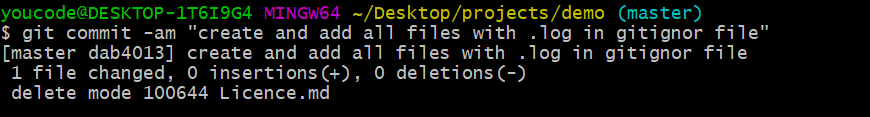 youcode@DESKTOP-1T6I9G4 MINGW64 ~/Desktop/projects/demo (master)
$ git commit -am "create and add all files with .log in gitignor file"
[master dab4013] create and add all files with .log in gitignor file
 1 file changed, 0 insertions(+), 0 deletions(-)
 delete mode 100644 Licence.md